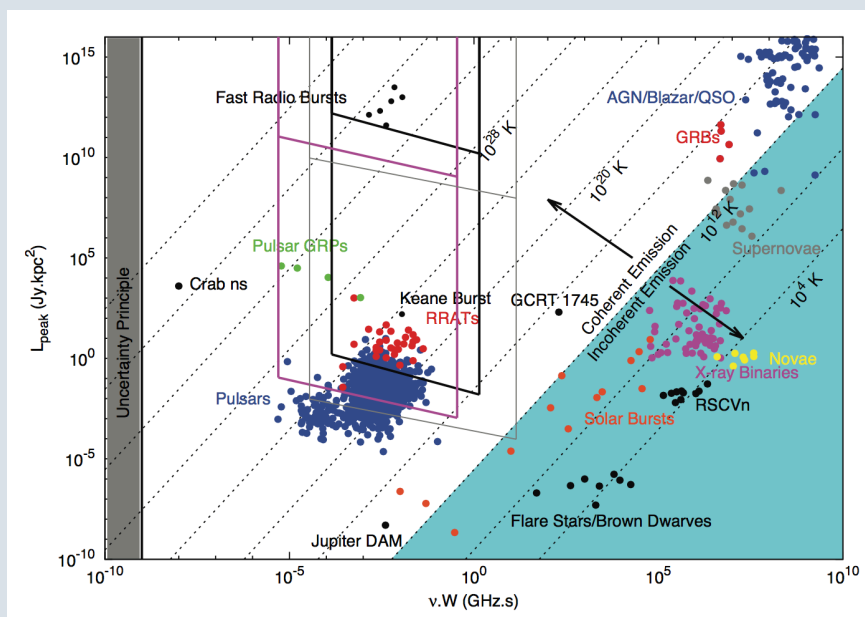 10^15
10^10
10^5
10^0
10^-5
10^-10
L_peak (Jy.kpc^2)
Uncertainty Principle
Fast Radio Bursts
10^28 K
AGN/Blazar/QSO
GRBs
10^20 K
10^12 K
Supernovae
Pulsar GRPs
Crab ns
Keane Burst
RRATs
GCRT 1745
Coherent Emission
Incoherent Emission
10^4 K
Novae
X-ray Binaries
Pulsars
Solar Bursts
RSCVn
Flare Stars/Brown Dwarves
Jupiter DAM
10^-10 10^-5 10^0 10^5 10^10
ν.W (GHz.s)